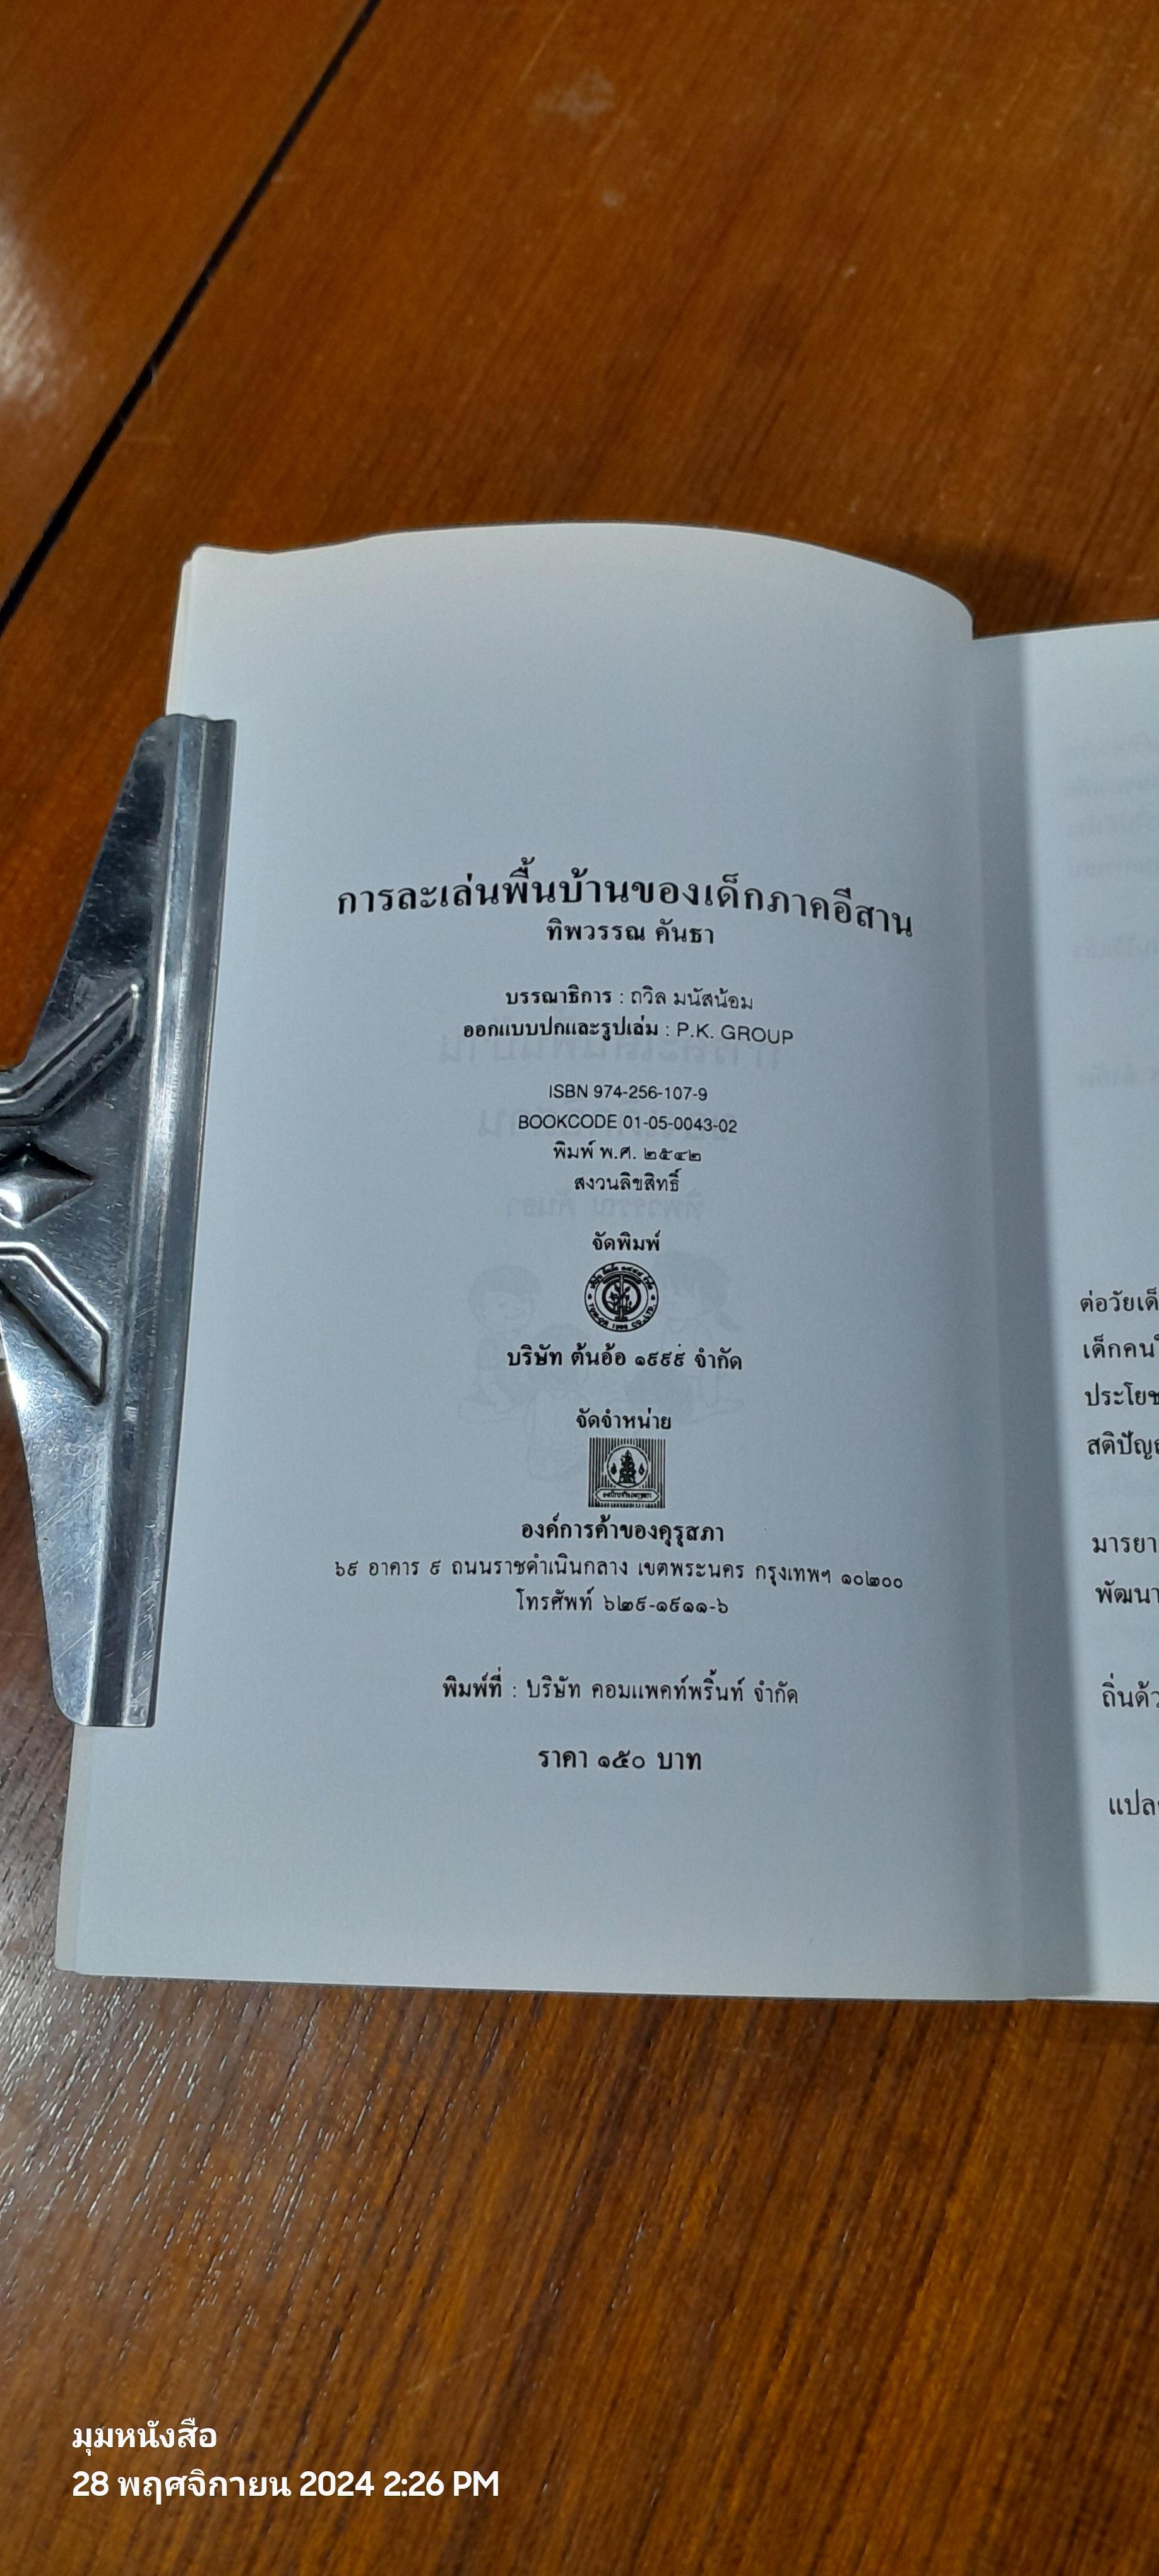 การละเล่นพื้นบ้านของเด็กภาคอีสาน
ทิพวรรณ คันธา
บรรณาธิการ : ถวิล มนัสน้อม
ออกแบบปกและรูปเล่ม : P.K. GROUP
ISBN 974-256-107-9
BOOKCODE 01-05-0043-02
พิมพ์ พ.ศ. ๒๕๔๒
สงวนลิขสิทธิ์
จัดพิมพ์
บริษัท ต้นอ้อ ๑๙๙๙ จำกัด
จัดจำหน่าย
องค์การค้าของคุรุสภา
๖๙ อาคาร ๙ ถนนราชดำเนินกลาง เขตพระนคร กรุงเทพฯ ๑๐๒๐๐
โทรศัพท์ ๖๒๙-๑๙๑๑-๖
พิมพ์ที่ : บริษัท คอมแพคท์พริ้นท์ จำกัด
ราคา ๑๕๐ บาท
ต่อวัยเด็
เด็กคน
ประโยช
สติปัญ
มารยา
พัฒนา
ถิ่นด้ว
แปล
มุมหนังสือ
28 พฤศจิกายน 2024 2:26 PM